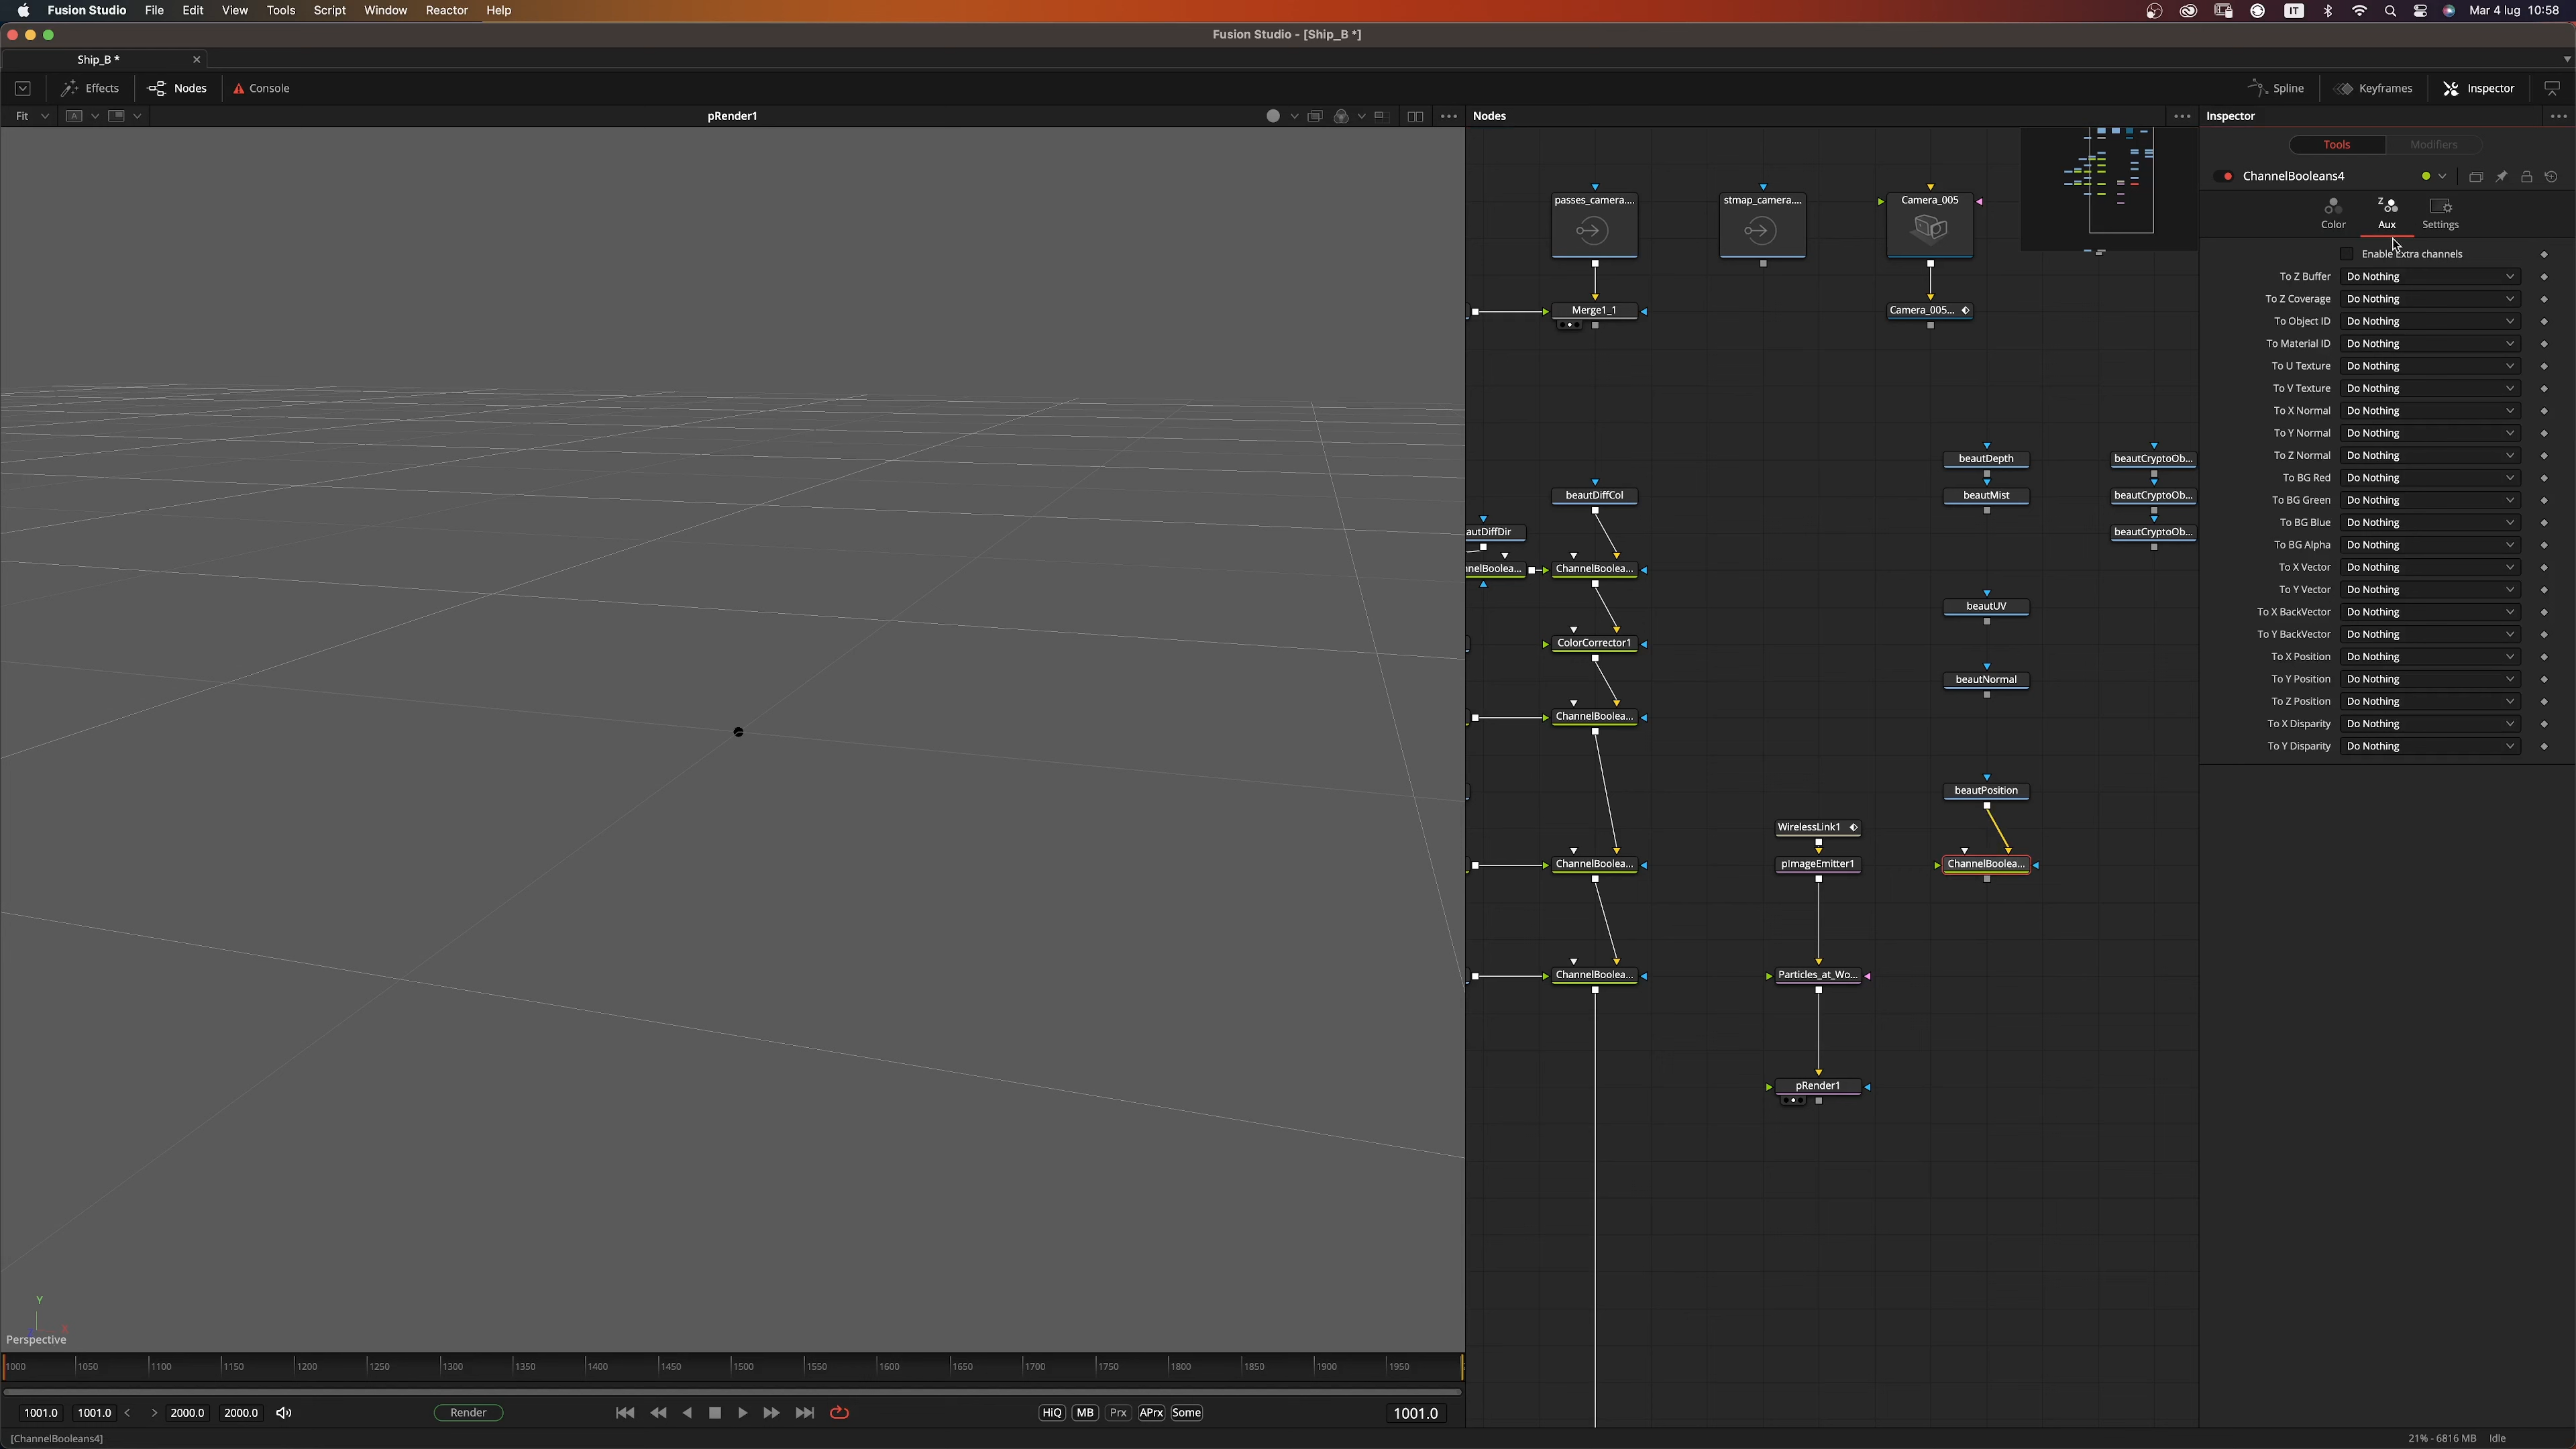 Fusion Studio File Edit View Tools Script Window Reactor Help IT Mar 4 lug 10:58
Fusion Studio - [Ship_B *]
Ship_B *
Effects Nodes Console Spline Keyframes Inspector
Fit A pRender1 Nodes Inspector
Tools Modifiers
ChannelBooleans4
Color Aux Settings
Enable Extra channels
To Z Buffer Do Nothing
To Z Coverage Do Nothing
To Object ID Do Nothing
To Material ID Do Nothing
To U Texture Do Nothing
To V Texture Do Nothing
To X Normal Do Nothing
To Y Normal Do Nothing
To Z Normal Do Nothing
To BG Red Do Nothing
To BG Green Do Nothing
To BG Blue Do Nothing
To BG Alpha Do Nothing
To X Vector Do Nothing
To Y Vector Do Nothing
To X BackVector Do Nothing
To Y BackVector Do Nothing
To X Position Do Nothing
To Y Position Do Nothing
To Z Position Do Nothing
To X Disparity Do Nothing
To Y Disparity Do Nothing
passes_camera.... stmap_camera.... Camera_005
Merge1_1 Camera_005...
beautDepth beautCryptoOb...
beautDiffCol beautMist beautCryptoOb...
autDiffDir beautCryptoOb...
nnelBoolea... ChannelBoolea...
beautUV
ColorCorrector1
beautNormal
ChannelBoolea...
beautPosition
WirelessLink1
ChannelBoolea... pImageEmitter1 ChannelBoolea...
ChannelBoolea... Particles_at_Wo...
pRender1
Y
Perspective
1000 1050 1100 1150 1200 1250 1300 1350 1400 1450 1500 1550 1600 1650 1700 1750 1800 1850 1900 1950
1001.0 1001.0 < > 2000.0 2000.0 Render HiQ MB Prx APrx Some 1001.0
[ChannelBooleans4] 21% - 6816 MB Idle